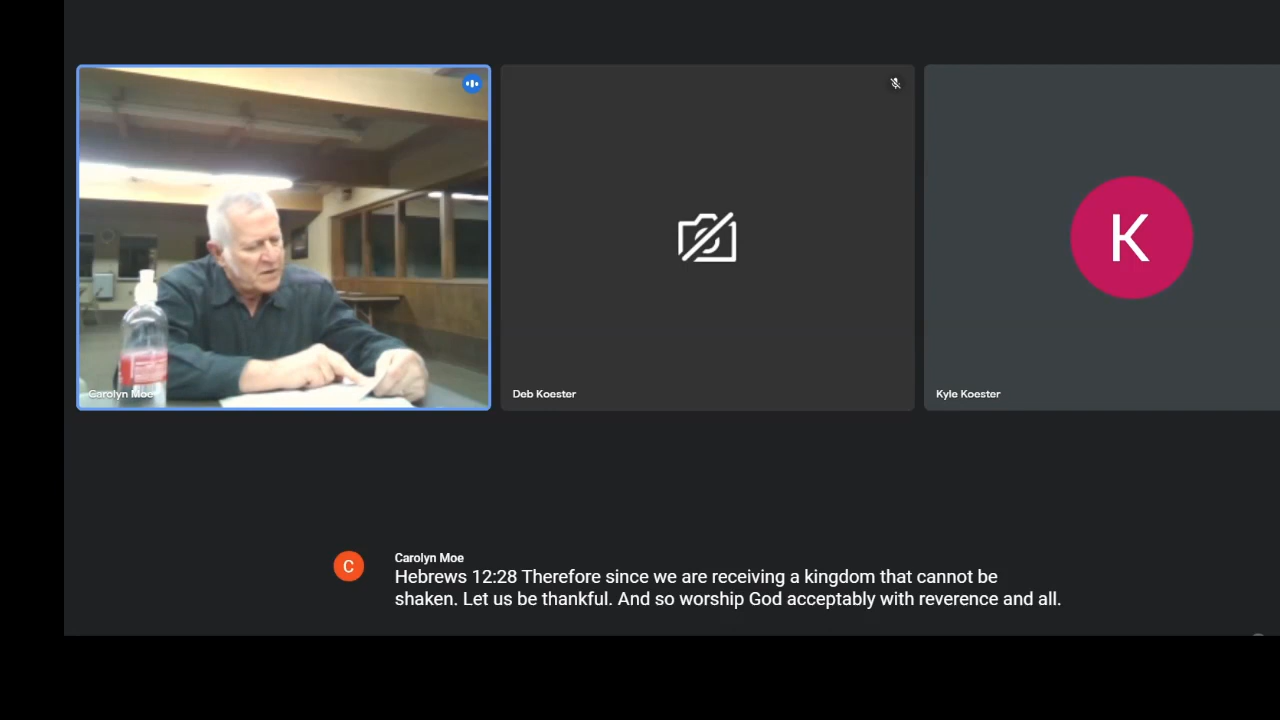 Carolyn Moe
Deb Koester
K
Kyle Koester
C
Carolyn Moe
Hebrews 12:28 Therefore since we are receiving a kingdom that cannot be
shaken. Let us be thankful. And so worship God acceptably with reverence and all.